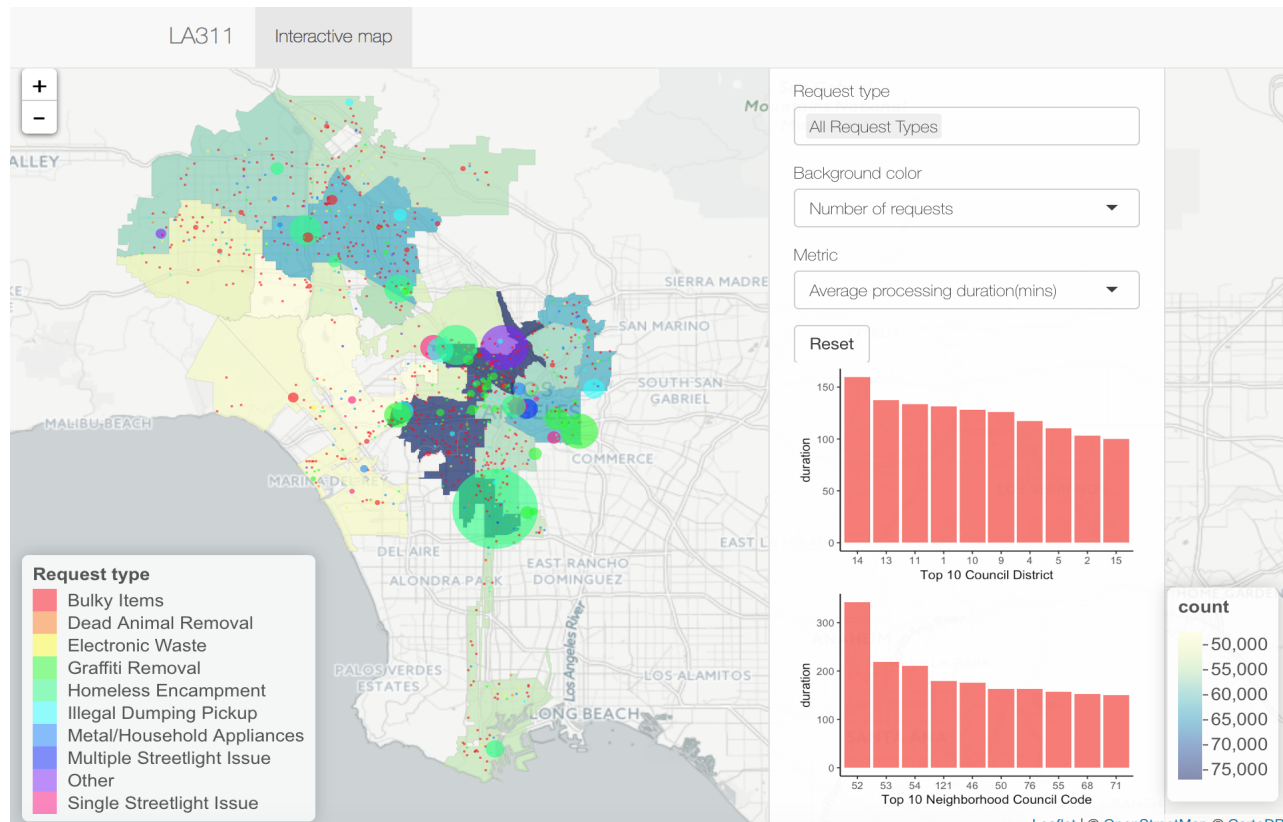 LA311 Interactive map
+
−
Mo
ALLEY
KE
SIERRA MADRE
SAN MARINO
SOUTH SAN
GABRIEL
MALIBU BEACH
COMMERCE
MARINA DEL REY
DEL AIRE
EAST L
ALONDRA PARK
EAST RANCHO
DOMINGUEZ
Los Angeles River
PALOS VERDES
ESTATES
LOS ALAMITOS
LONG BEACH
Request type
Bulky Items
Dead Animal Removal
Electronic Waste
Graffiti Removal
Homeless Encampment
Illegal Dumping Pickup
Metal/Household Appliances
Multiple Streetlight Issue
Other
Single Streetlight Issue
Request type
All Request Types
Background color
Number of requests
Metric
Average processing duration(mins)
Reset
150
100
50
0
duration
14 13 11 1 10 9 4 5 2 15
Top 10 Council District
300
200
100
0
duration
52 53 54 121 46 50 76 55 68 71
Top 10 Neighborhood Council Code
HOME GARDEN
count
50,000
55,000
60,000
65,000
70,000
75,000